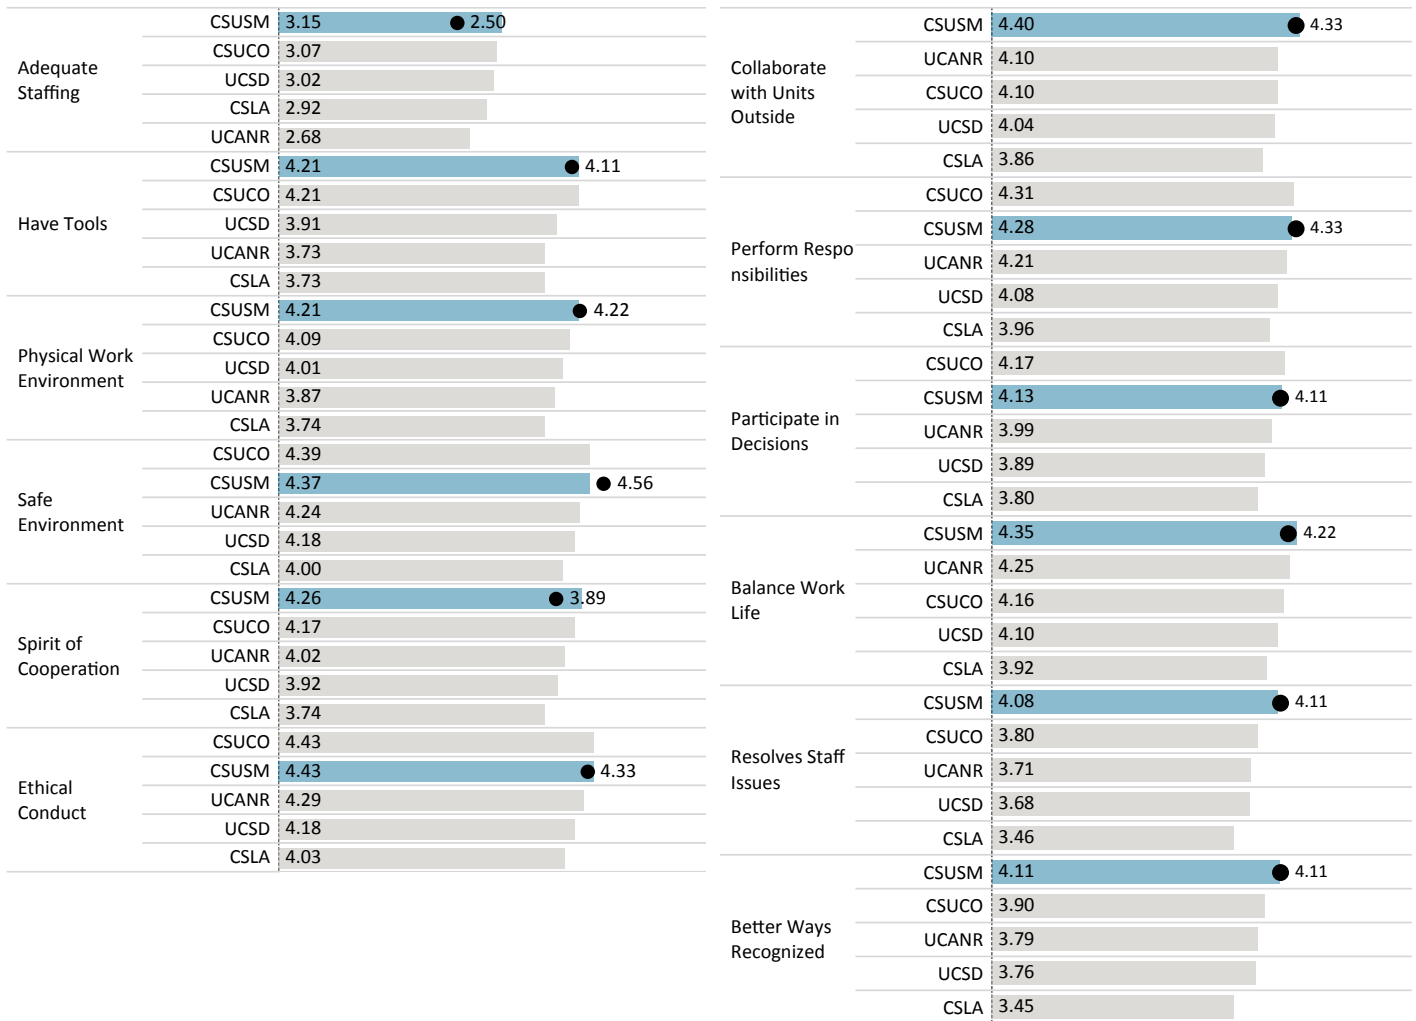 CSUSM 3.15 2.50
CSUCO 3.07
Adequate
Staffing
UCSD 3.02
CSLA 2.92
UCANR 2.68
CSUSM 4.21 4.11
CSUCO 4.21
Have Tools
UCSD 3.91
UCANR 3.73
CSLA 3.73
CSUSM 4.21 4.22
CSUCO 4.09
Physical Work
Environment
UCSD 4.01
UCANR 3.87
CSLA 3.74
CSUCO 4.39
CSUSM 4.37 4.56
Safe
Environment
UCANR 4.24
UCSD 4.18
CSLA 4.00
CSUSM 4.26 3.89
CSUCO 4.17
Spirit of
Cooperation
UCANR 4.02
UCSD 3.92
CSLA 3.74
CSUCO 4.43
CSUSM 4.43 4.33
Ethical
Conduct
UCANR 4.29
UCSD 4.18
CSLA 4.03
CSUSM 4.40 4.33
UCANR 4.10
Collaborate
with Units
Outside
CSUCO 4.10
UCSD 4.04
CSLA 3.86
CSUCO 4.31
CSUSM 4.28 4.33
Perform Respo
nsibilities
UCANR 4.21
UCSD 4.08
CSLA 3.96
CSUCO 4.17
CSUSM 4.13 4.11
Participate in
Decisions
UCANR 3.99
UCSD 3.89
CSLA 3.80
CSUSM 4.35 4.22
UCANR 4.25
Balance Work
Life
CSUCO 4.16
UCSD 4.10
CSLA 3.92
CSUSM 4.08 4.11
CSUCO 3.80
Resolves Staff
Issues
UCANR 3.71
UCSD 3.68
CSLA 3.46
CSUSM 4.11 4.11
CSUCO 3.90
Better Ways
Recognized
UCANR 3.79
UCSD 3.76
CSLA 3.45